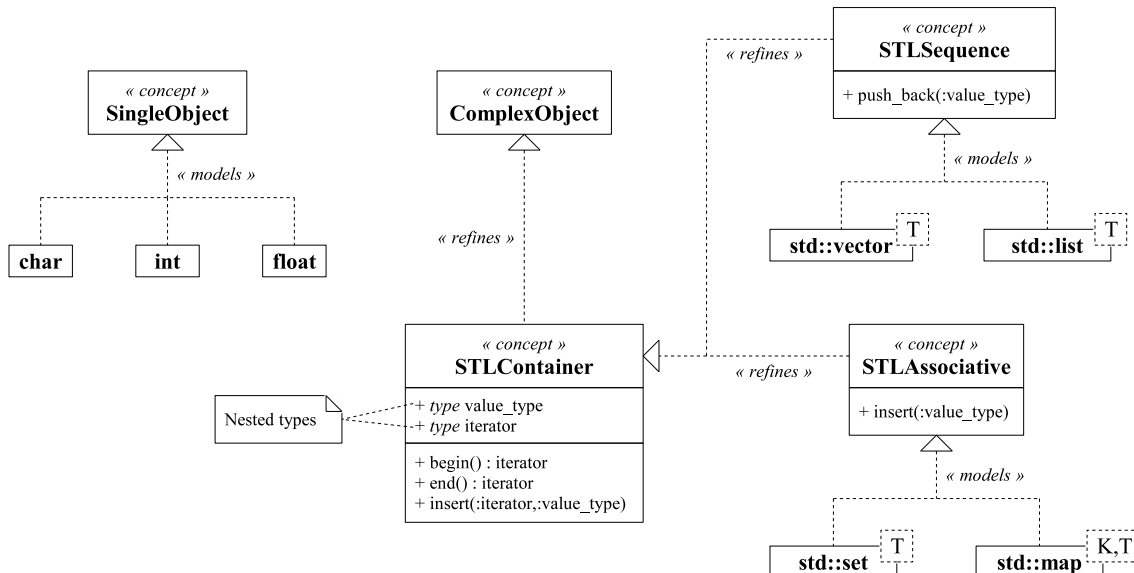 « concept »
SingleObject
« models »
char
int
float
« concept »
ComplexObject
« refines »
« concept »
STLContainer
+ type value_type
+ type iterator
+ begin() : iterator
+ end() : iterator
+ insert(:iterator,:value_type)
Nested types
« refines »
« concept »
STLSequence
+ push_back(:value_type)
« models »
std::vector
T
std::list
T
« refines »
« concept »
STLAssociative
+ insert(:value_type)
« models »
std::set
T
std::map
K,T